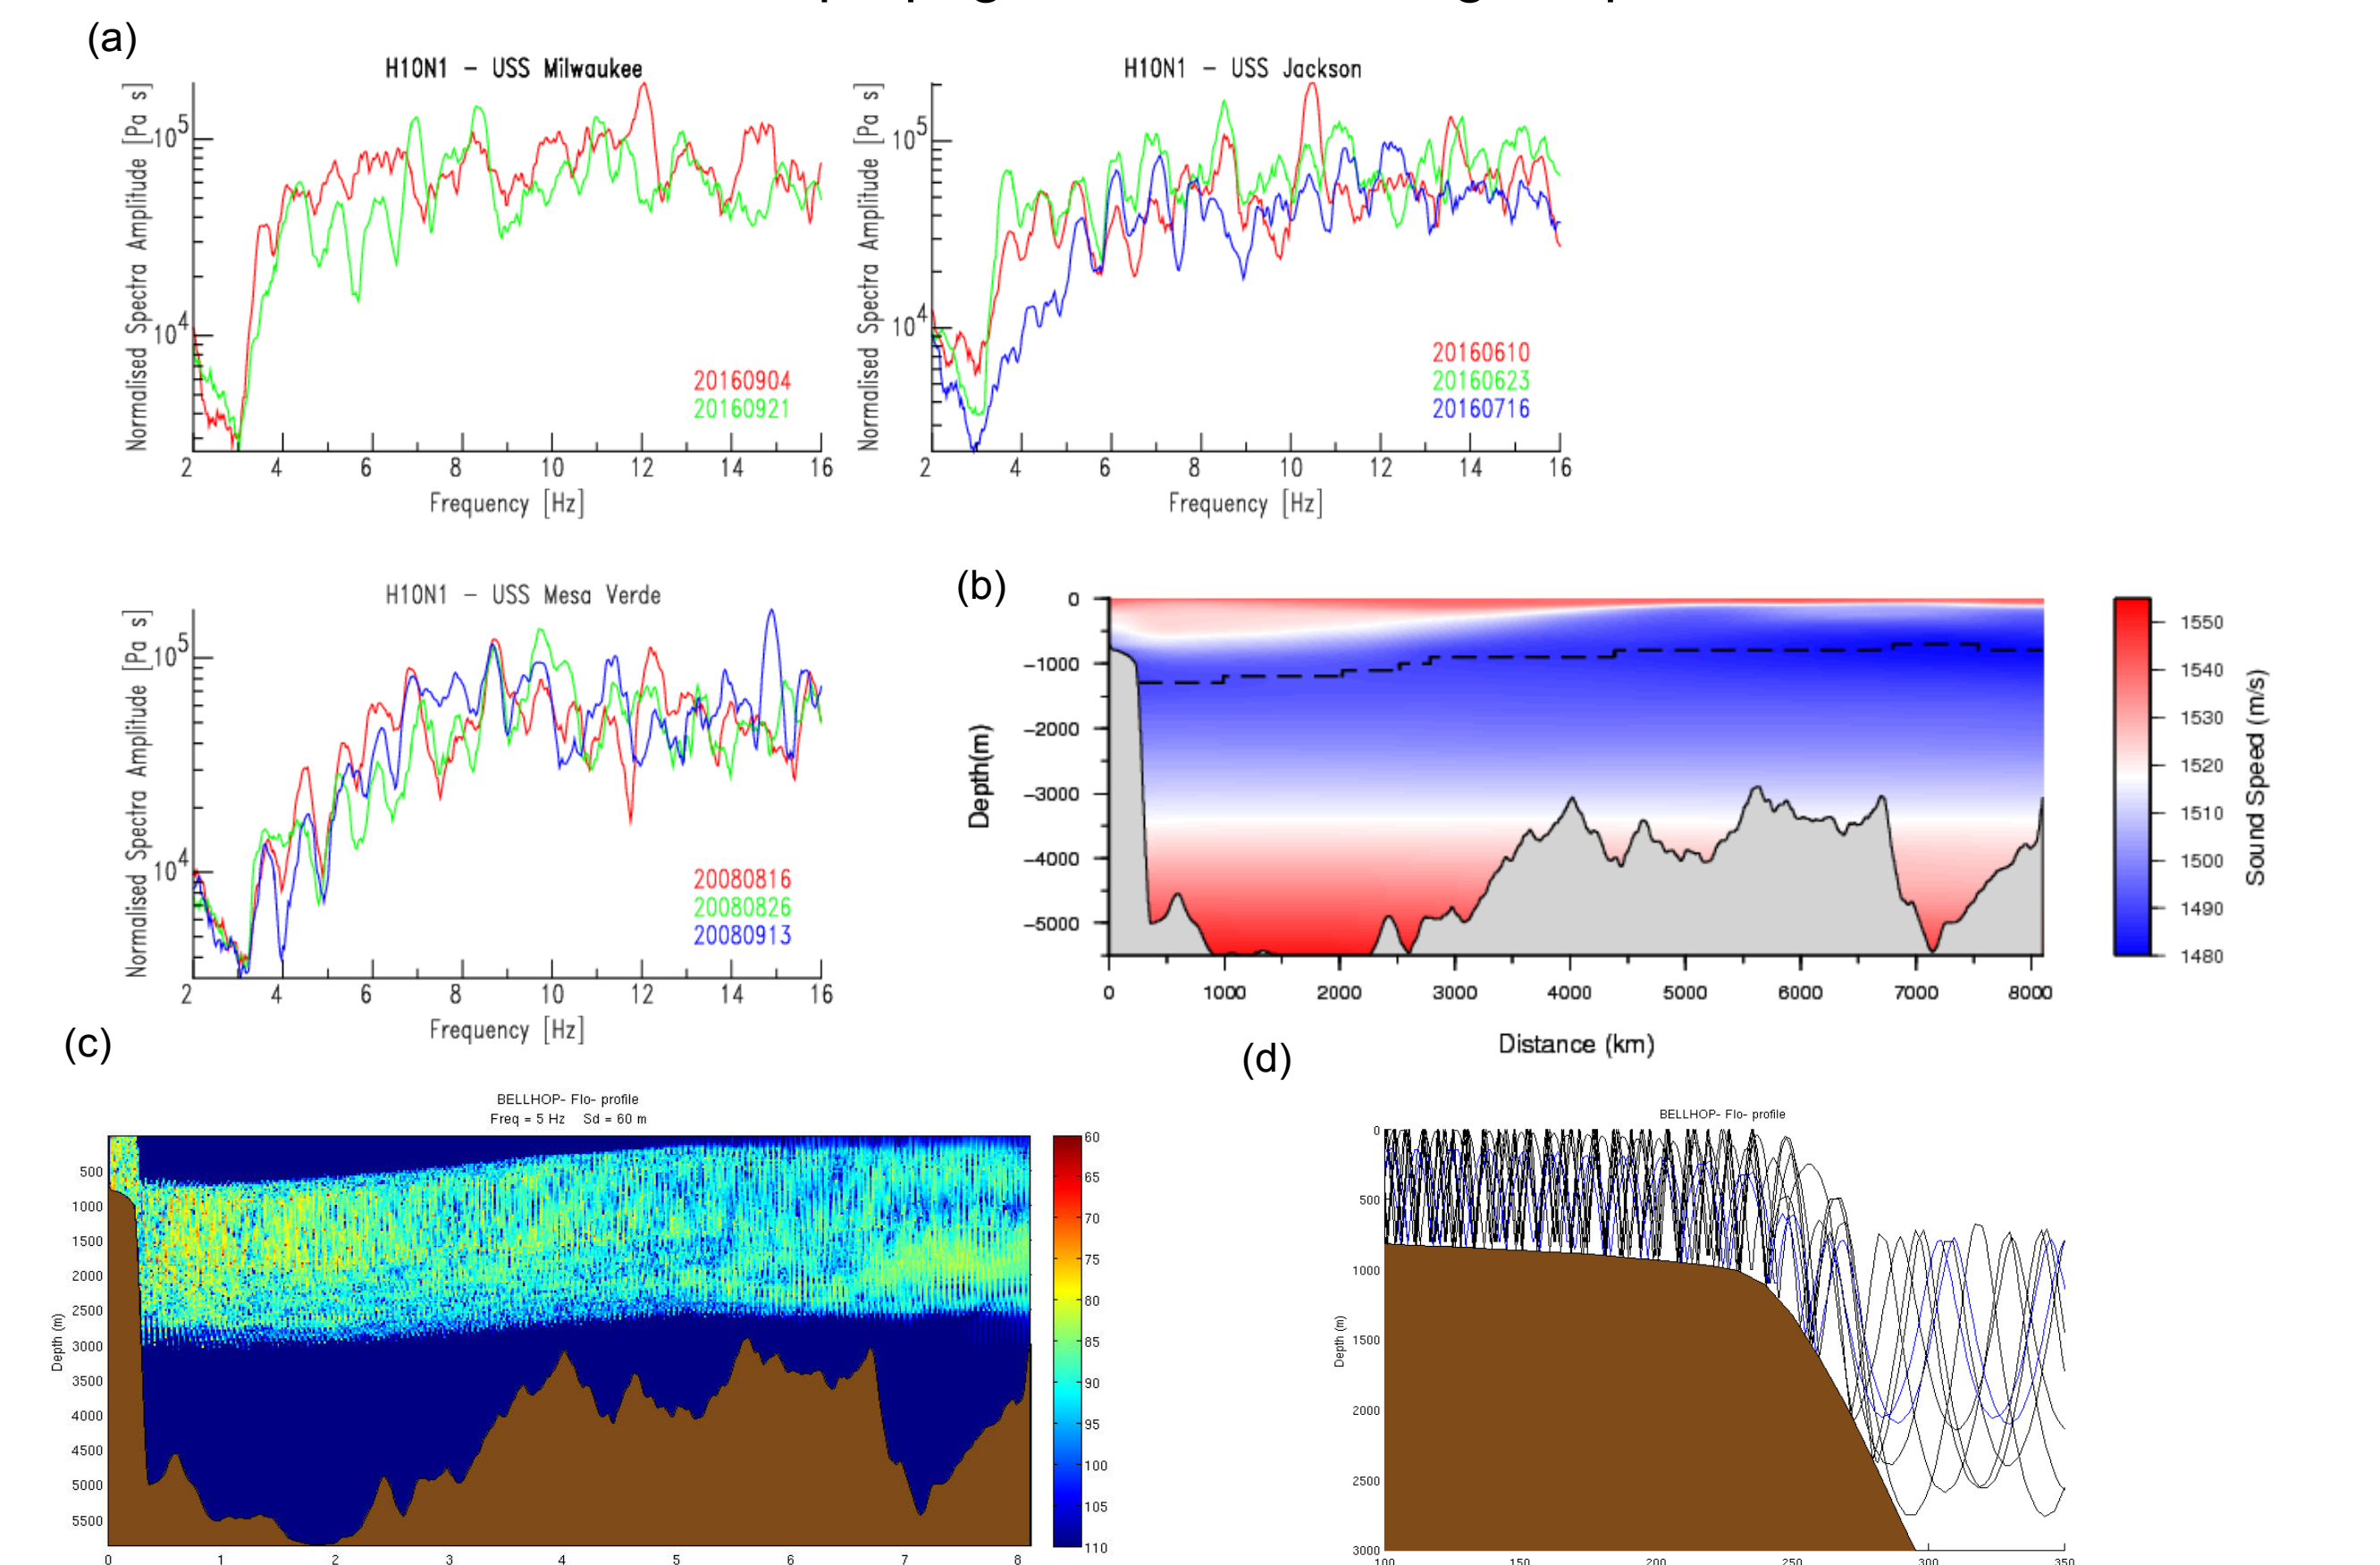 (a)
H10N1 – USS Milwaukee
Normalised Spectra Amplitude [Pa s]
10^5
10^4
20160904
20160921
2 4 6 8 10 12 14 16
Frequency [Hz]
H10N1 – USS Jackson
Normalised Spectra Amplitude [Pa s]
10^5
10^4
20160610
20160623
20160716
2 4 6 8 10 12 14 16
Frequency [Hz]
H10N1 – USS Mesa Verde
Normalised Spectra Amplitude [Pa s]
10^5
10^4
20080816
20080826
20080913
2 4 6 8 10 12 14 16
Frequency [Hz]
(b)
Depth(m)
0
−1000
−2000
−3000
−4000
−5000
0 1000 2000 3000 4000 5000 6000 7000 8000
Distance (km)
1550
1540
1530
1520
1510
1500
1490
1480
Sound Speed (m/s)
(c)
BELLHOP- Flo- profile
Freq = 5 Hz Sd = 60 m
Depth (m)
500
1000
1500
2000
2500
3000
3500
4000
4500
5000
5500
0 1 2 3 4 5 6 7 8
60
65
70
75
80
85
90
95
100
105
110
(d)
BELLHOP- Flo- profile
Depth (m)
0
500
1000
1500
2000
2500
3000
100 150 200 250 300 350